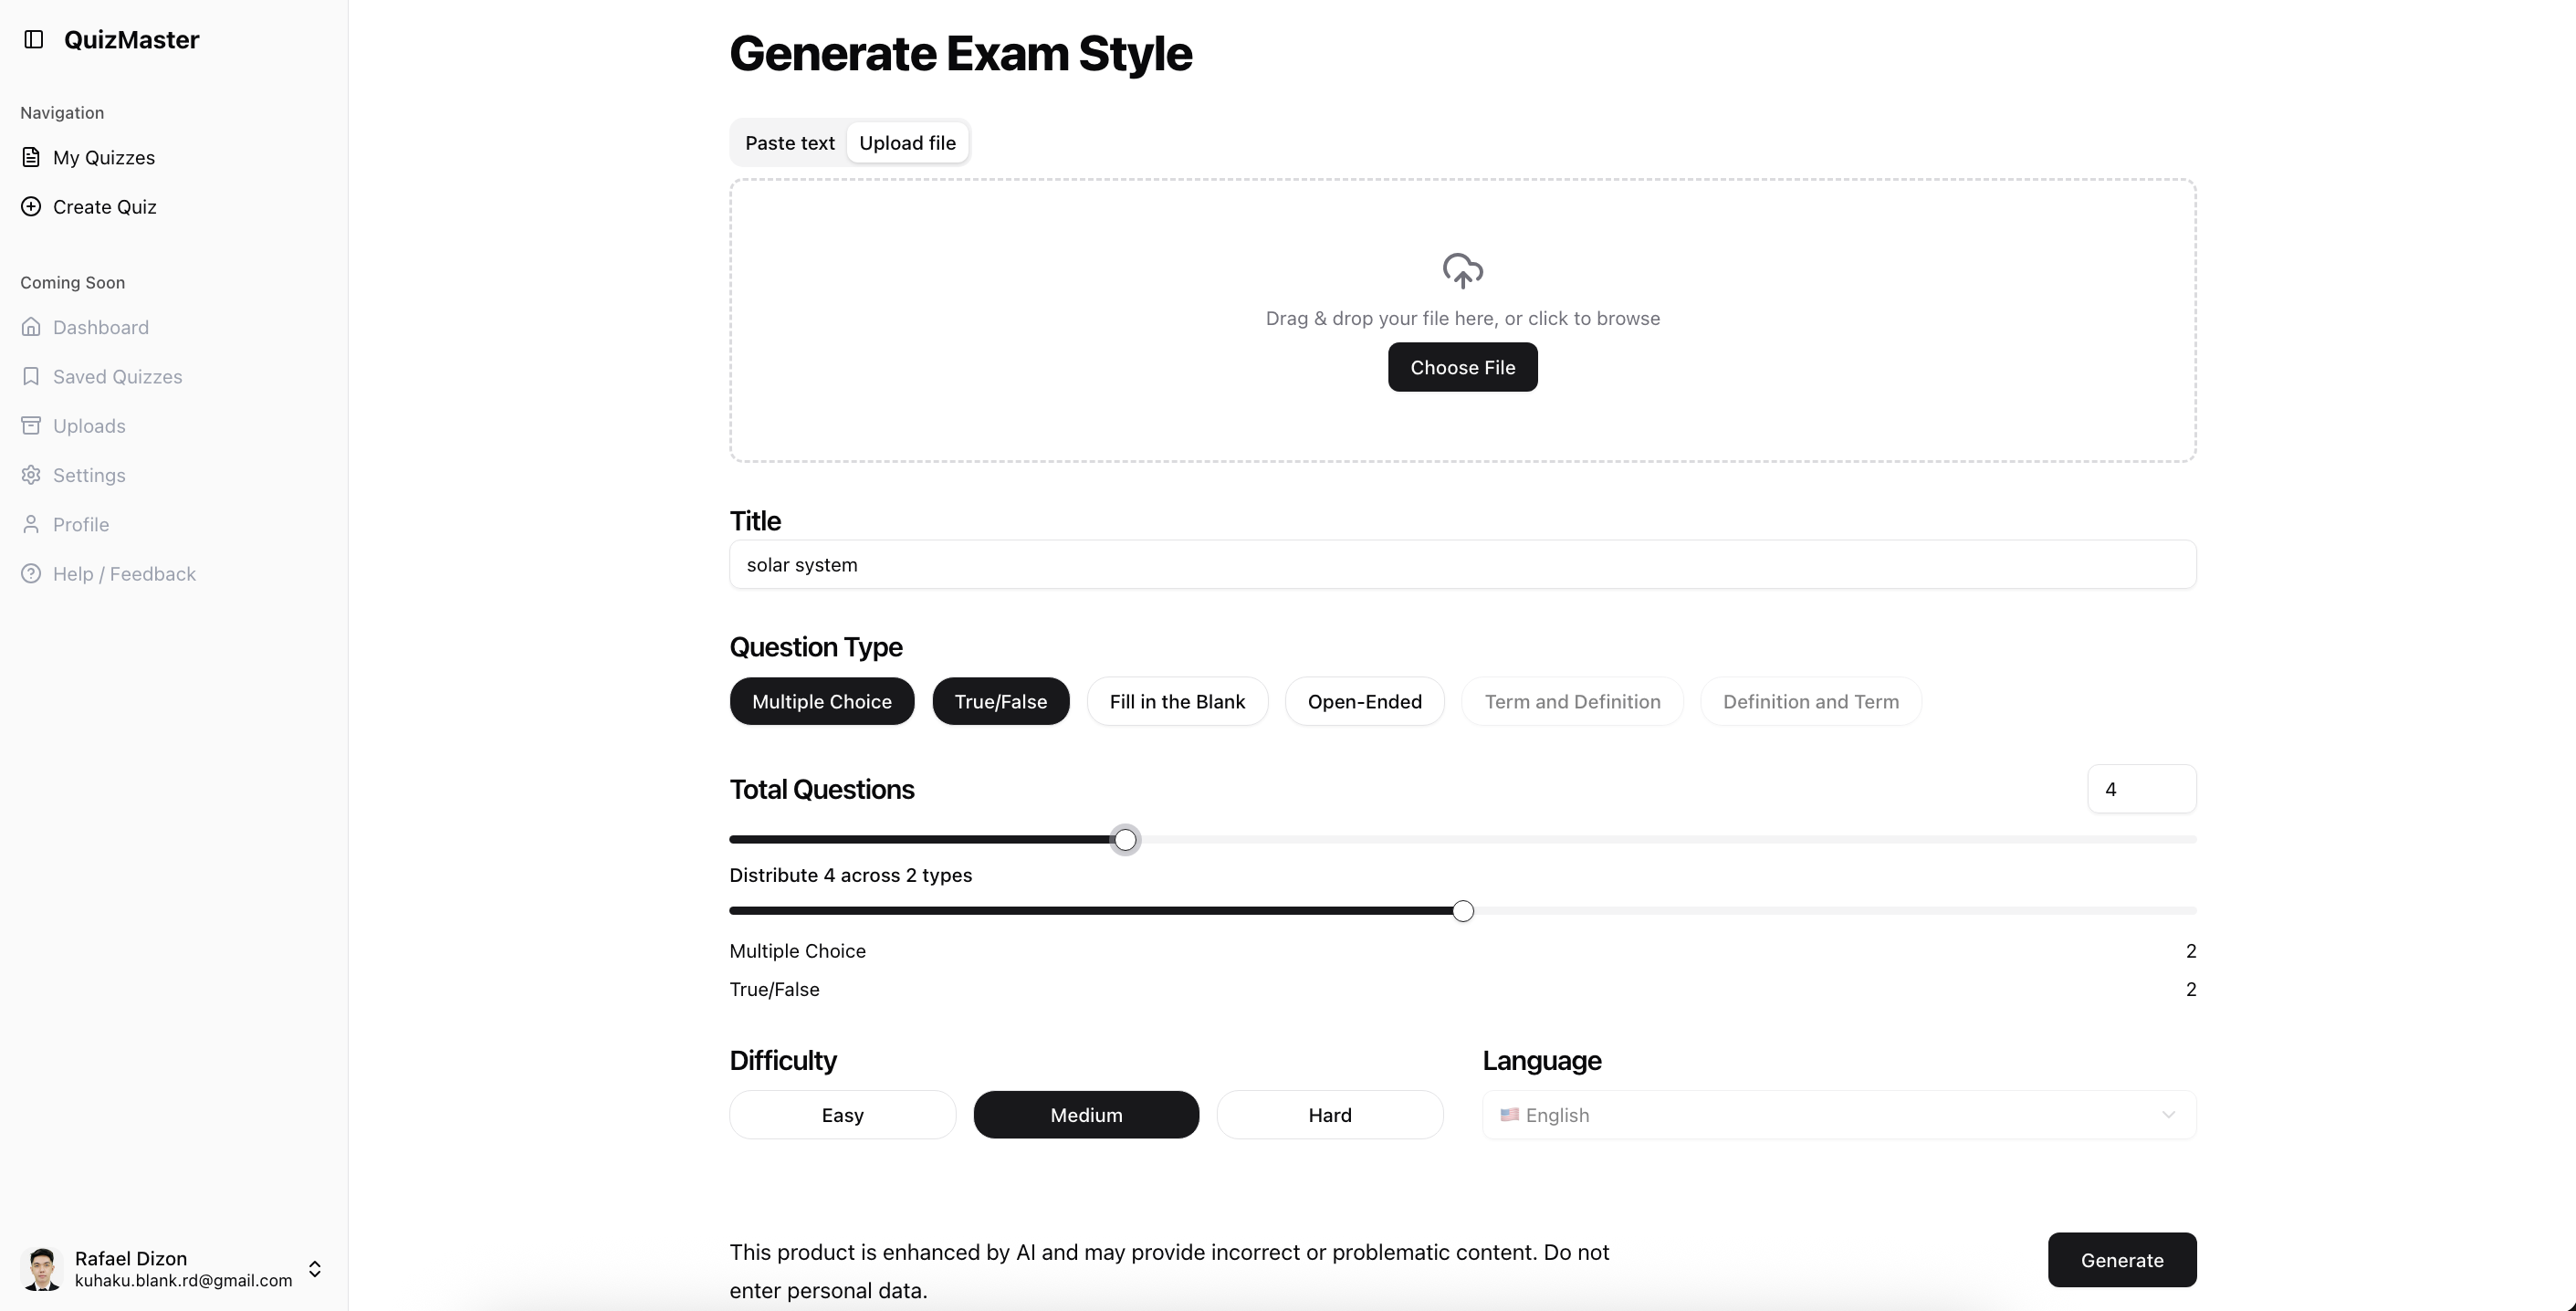 QuizMaster
Navigation
My Quizzes
Create Quiz
Coming Soon
Dashboard
Saved Quizzes
Uploads
Settings
Profile
Help / Feedback
Rafael Dizon
kuhaku.blank.rd@gmail.com
Generate Exam Style
Paste text
Upload file
Drag & drop your file here, or click to browse
Choose File
Title
solar system
Question Type
Multiple Choice
True/False
Fill in the Blank
Open-Ended
Term and Definition
Definition and Term
Total Questions
4
Distribute 4 across 2 types
Multiple Choice
2
True/False
2
Difficulty
Easy
Medium
Hard
Language
English
This product is enhanced by AI and may provide incorrect or problematic content. Do not
enter personal data.
Generate